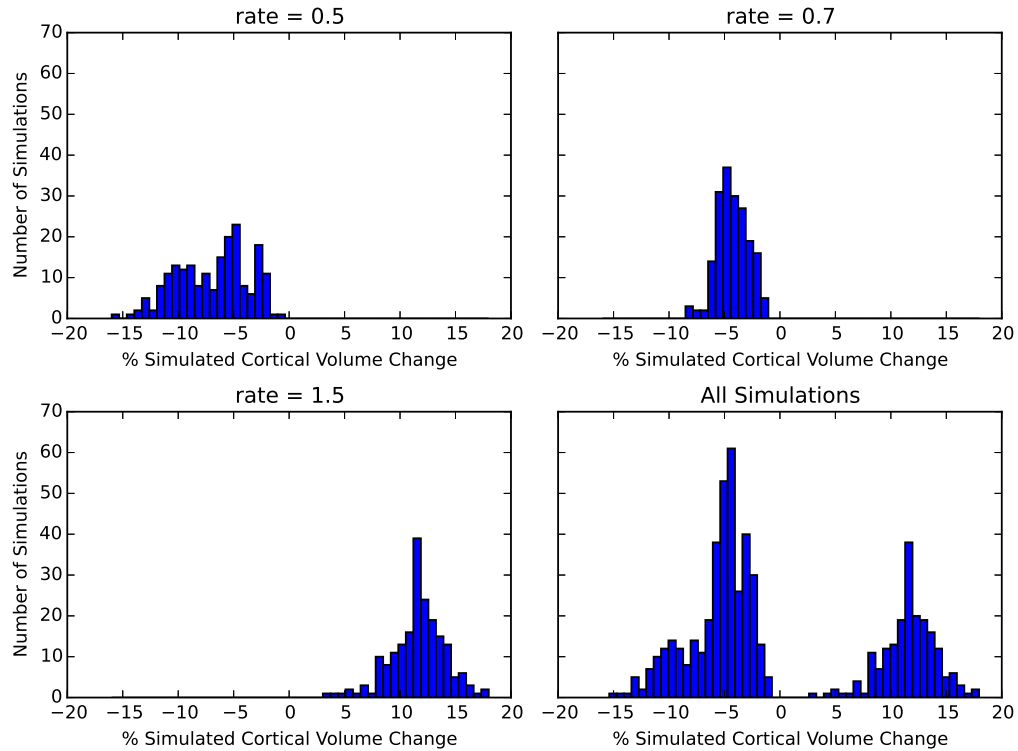 rate = 0.5
70
60
50
40
30
20
10
0
Number of Simulations
−20 −15 −10 −5 0 5 10 15 20
% Simulated Cortical Volume Change
rate = 0.7
−20 −15 −10 −5 0 5 10 15 20
% Simulated Cortical Volume Change
rate = 1.5
70
60
50
40
30
20
10
0
Number of Simulations
−20 −15 −10 −5 0 5 10 15 20
% Simulated Cortical Volume Change
All Simulations
−20 −15 −10 −5 0 5 10 15 20
% Simulated Cortical Volume Change